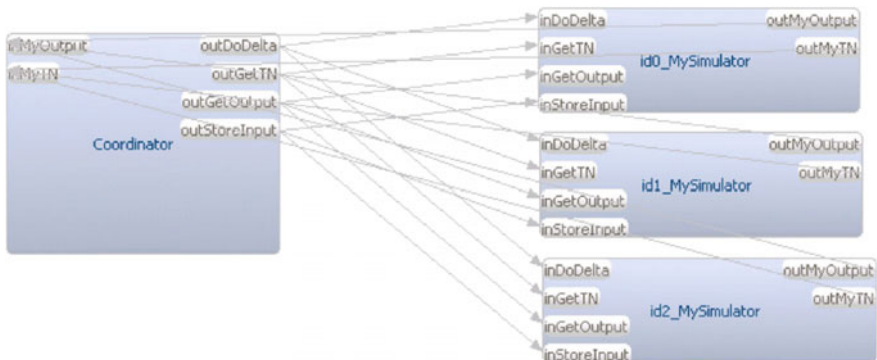 inMyOutput
outDoDelta
inMyTN
outGetTN
outGetOutput
outStoreInput
Coordinator
inDoDelta
outMyOutput
inGetTN
outMyTN
id0_MySimulator
inGetOutput
inStoreInput
inDoDelta
outMyOutput
inGetTN
outMyTN
id1_MySimulator
inGetOutput
inStoreInput
inDoDelta
outMyOutput
inGetTN
outMyTN
id2_MySimulator
inGetOutput
inStoreInput